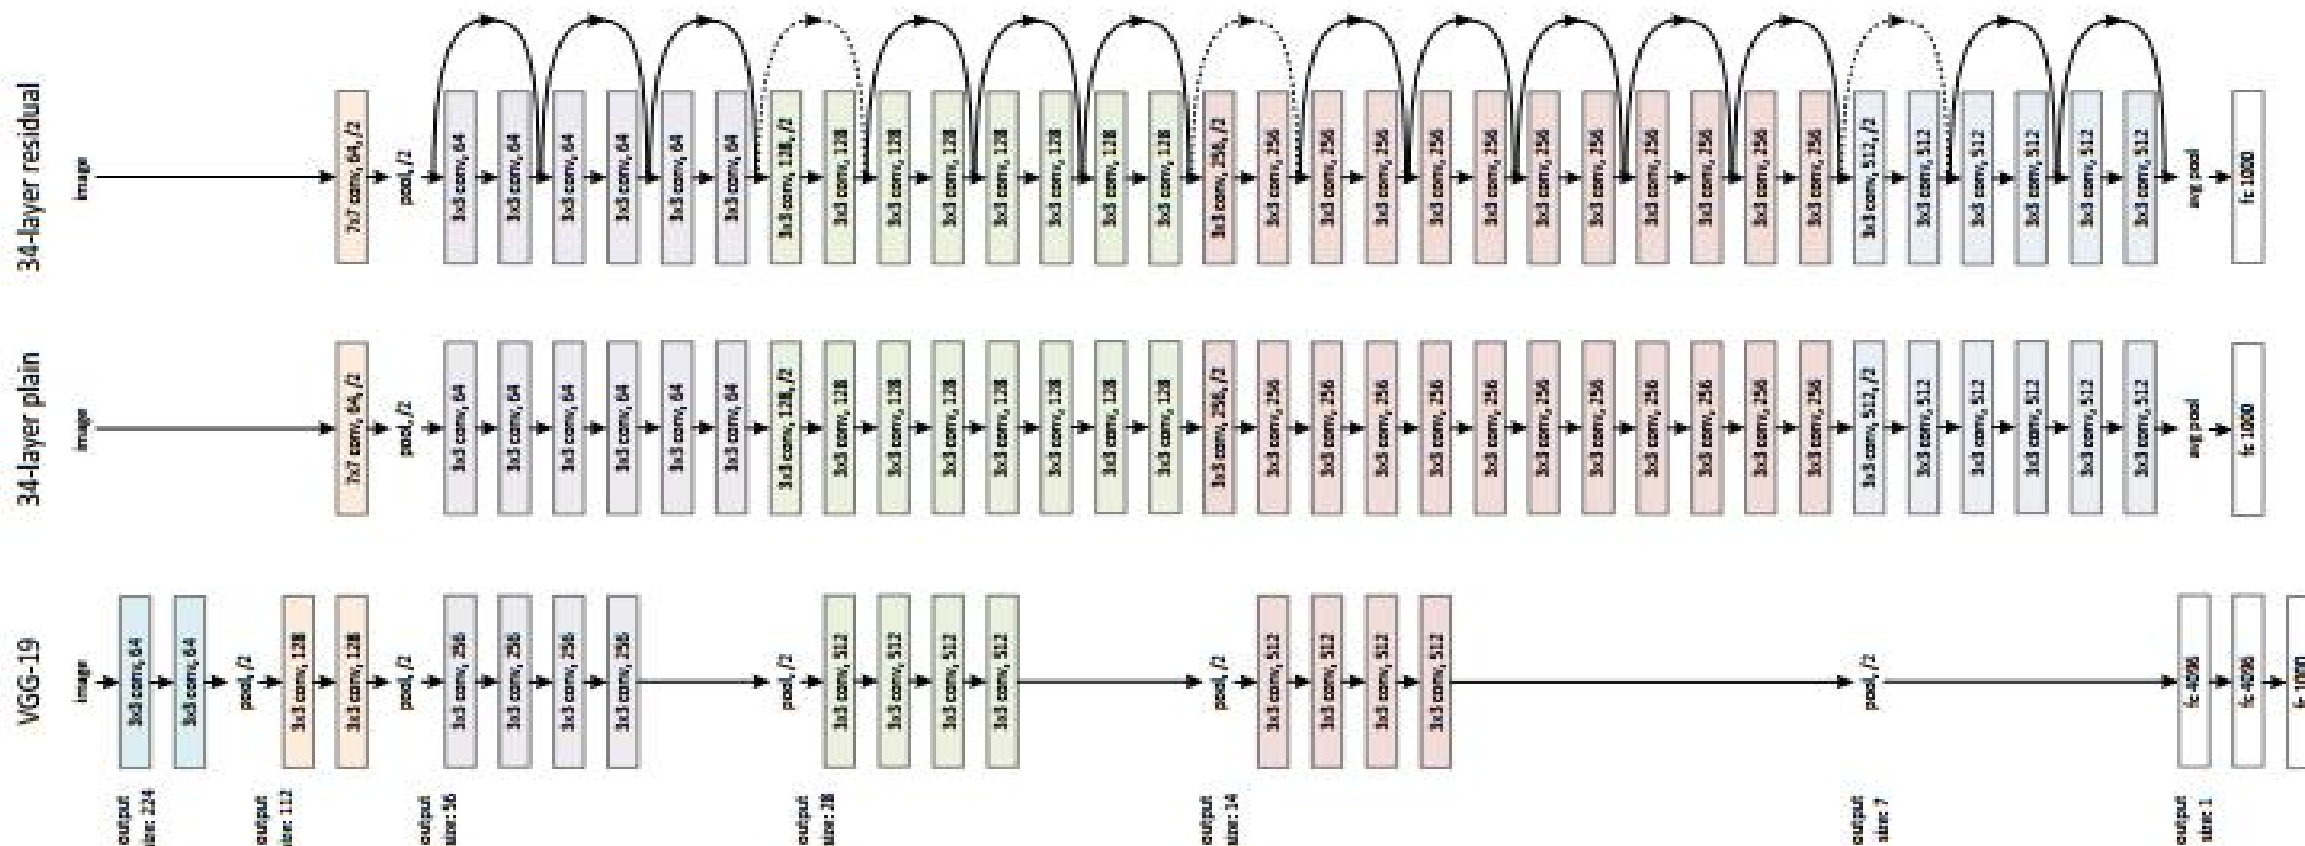 34-layer residual
image
7x7 conv, 64, /2
pool, /2
3x3 conv, 64
3x3 conv, 64
3x3 conv, 64
3x3 conv, 64
3x3 conv, 64
3x3 conv, 64
3x3 conv, 128, /2
3x3 conv, 128
3x3 conv, 128
3x3 conv, 128
3x3 conv, 128
3x3 conv, 128
3x3 conv, 128
3x3 conv, 128
3x3 conv, 256, /2
3x3 conv, 256
3x3 conv, 256
3x3 conv, 256
3x3 conv, 256
3x3 conv, 256
3x3 conv, 256
3x3 conv, 256
3x3 conv, 256
3x3 conv, 256
3x3 conv, 256
3x3 conv, 256
3x3 conv, 512, /2
3x3 conv, 512
3x3 conv, 512
3x3 conv, 512
3x3 conv, 512
3x3 conv, 512
avg pool
fc 1000
34-layer plain
image
7x7 conv, 64, /2
pool, /2
3x3 conv, 64
3x3 conv, 64
3x3 conv, 64
3x3 conv, 64
3x3 conv, 64
3x3 conv, 64
3x3 conv, 128, /2
3x3 conv, 128
3x3 conv, 128
3x3 conv, 128
3x3 conv, 128
3x3 conv, 128
3x3 conv, 128
3x3 conv, 128
3x3 conv, 256, /2
3x3 conv, 256
3x3 conv, 256
3x3 conv, 256
3x3 conv, 256
3x3 conv, 256
3x3 conv, 256
3x3 conv, 256
3x3 conv, 256
3x3 conv, 256
3x3 conv, 256
3x3 conv, 256
3x3 conv, 512, /2
3x3 conv, 512
3x3 conv, 512
3x3 conv, 512
3x3 conv, 512
3x3 conv, 512
avg pool
fc 1000
VGG-19
image
3x3 conv, 64
3x3 conv, 64
pool, /2
3x3 conv, 128
3x3 conv, 128
pool, /2
3x3 conv, 256
3x3 conv, 256
3x3 conv, 256
3x3 conv, 256
pool, /2
3x3 conv, 512
3x3 conv, 512
3x3 conv, 512
3x3 conv, 512
pool, /2
3x3 conv, 512
3x3 conv, 512
3x3 conv, 512
3x3 conv, 512
pool, /2
fc 4096
fc 4096
fc 1000
output
size: 224
output
size: 112
output
size: 56
output
size: 28
output
size: 14
output
size: 7
output
size: 1